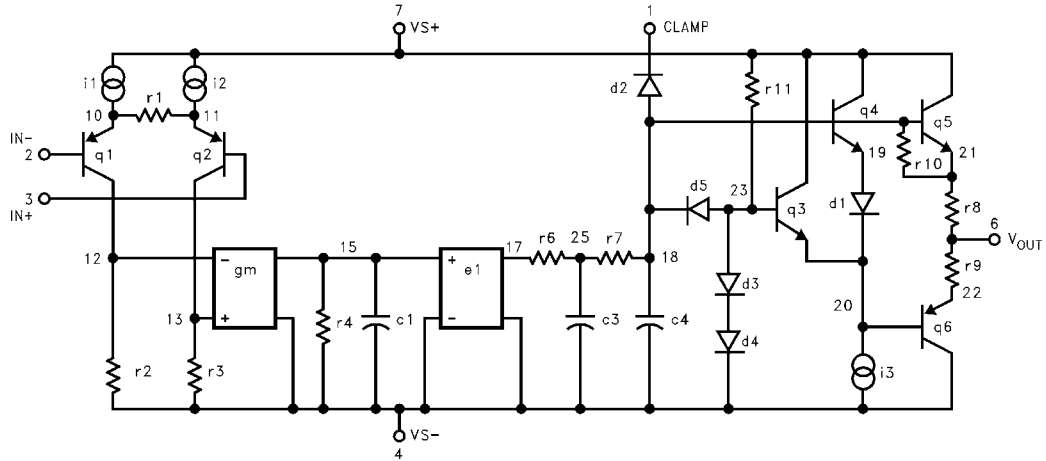 7
VS+
1
CLAMP
i1
i2
r1
10
11
IN-
2
q1
q2
3
IN+
d2
r11
q4
q5
19
r10
21
d5
23
q3
d1
r8
6
VOUT
r9
12
gm
-
+
13
15
e1
+
-
17
r6
25
r7
18
d3
20
22
r2
r3
r4
c1
c3
c4
d4
q6
i3
VS-
4